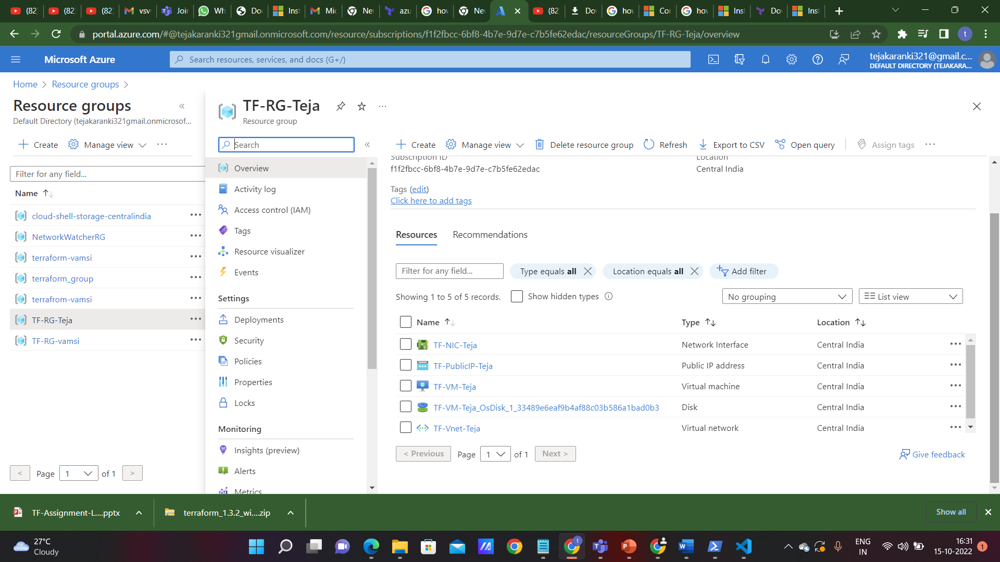 (82
(82
(82
vsv
Join
Wh
Do
Inst
Mic
Ne
azu
hov
Ne
(82
Do
hov
Co
hov
Inst
Do
Inst
portal.azure.com/#@tejakaranki321gmail.onmicrosoft.com/resource/subscriptions/f1f2fbcc-6bf8-4b7e-9d7e-c7b5fe62edac/resourceGroups/TF-RG-Teja/overview
t
Microsoft Azure
Search resources, services, and docs (G+/)
tejakaranki321@gmail.c...
DEFAULT DIRECTORY (TEJAKARA...
Home > Resource groups >
Resource groups
Default Directory (tejakaranki321gmail.onmicrosof...
Create
Manage view
Filter for any field...
Name
cloud-shell-storage-centralindia
NetworkWatcherRG
terraform-vamsi
terraform_group
terrafrom-vamsi
TF-RG-Teja
TF-RG-vamsi
< Page 1 of 1 >
TF-RG-Teja
Resource group
Search
Overview
Activity log
Access control (IAM)
Tags
Resource visualizer
Events
Settings
Deployments
Security
Policies
Properties
Locks
Monitoring
Insights (preview)
Alerts
Metrics
Create
Manage view
Delete resource group
Refresh
Export to CSV
Open query
Assign tags
Subscription ID
f1f2fbcc-6bf8-4b7e-9d7e-c7b5fe62edac
Location
Central India
Tags (edit)
Click here to add tags
Resources
Recommendations
Filter for any field...
Type equals all
Location equals all
Add filter
Showing 1 to 5 of 5 records.
Show hidden types
No grouping
List view
Name Type Location
TF-NIC-Teja Network Interface Central India
TF-PublicIP-Teja Public IP address Central India
TF-VM-Teja Virtual machine Central India
TF-VM-Teja_OsDisk_1_33489e6eaf9b4af88c03b586a1bad0b3 Disk Central India
TF-Vnet-Teja Virtual network Central India
< Previous Page 1 of 1 Next >
Give feedback
TF-Assignment-L....pptx
terraform_1.3.2_wi....zip
Show all
27°C
Cloudy
t
ENG
IN
16:31
15-10-2022
1